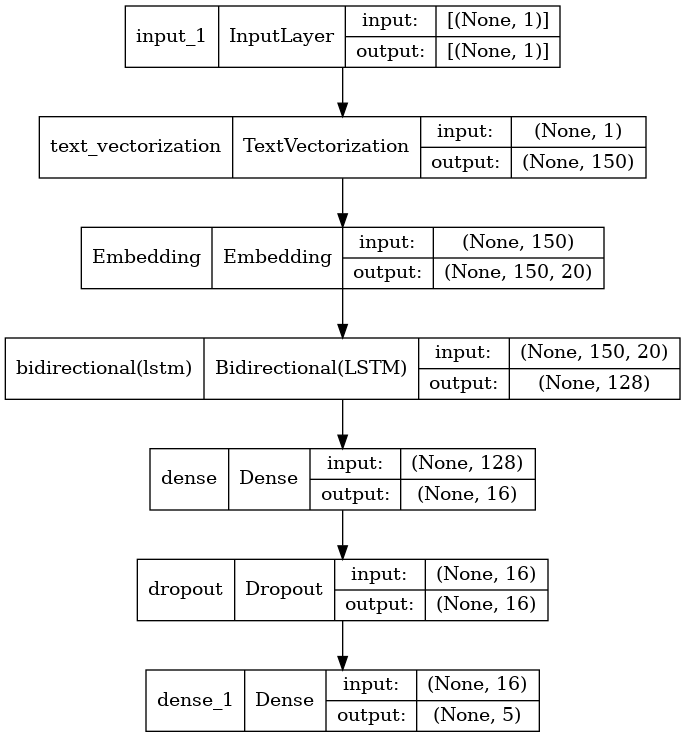 input_1 InputLayer input: [(None, 1)]
output: [(None, 1)]
text_vectorization TextVectorization input: (None, 1)
output: (None, 150)
Embedding Embedding input: (None, 150)
output: (None, 150, 20)
bidirectional(lstm) Bidirectional(LSTM) input: (None, 150, 20)
output: (None, 128)
dense Dense input: (None, 128)
output: (None, 16)
dropout Dropout input: (None, 16)
output: (None, 16)
dense_1 Dense input: (None, 16)
output: (None, 5)